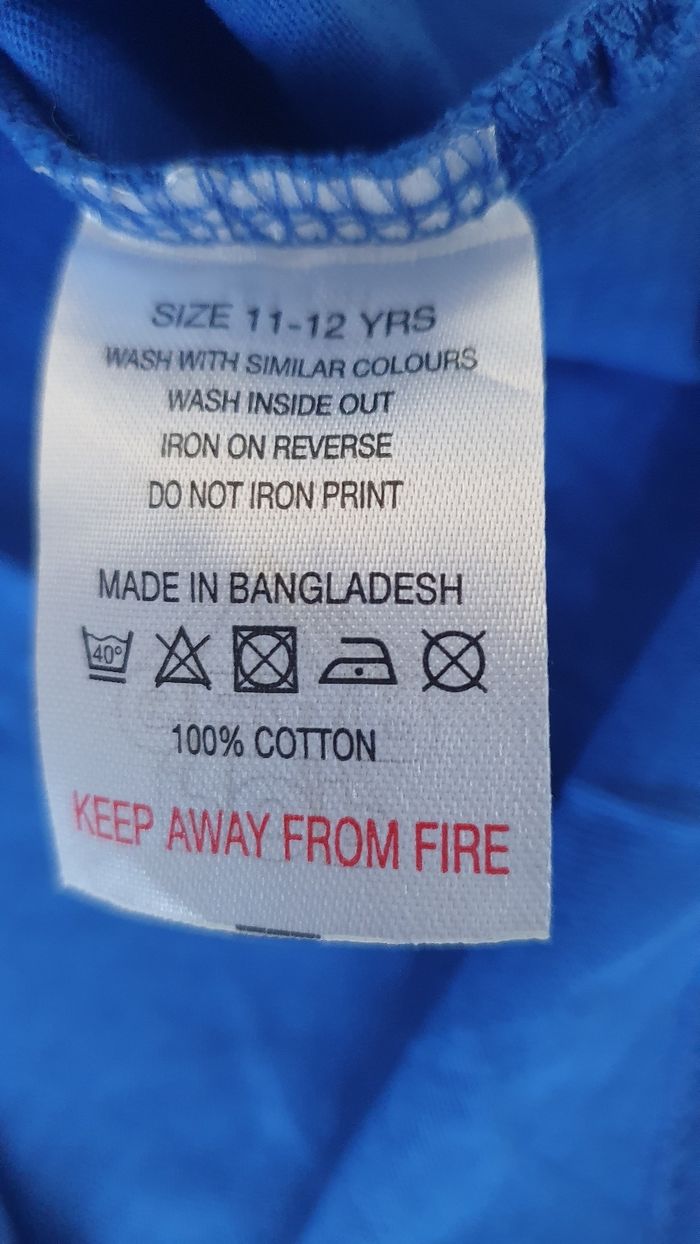 SIZE 11-12 YRS
WASH WITH SIMILAR COLOURS
WASH INSIDE OUT
IRON ON REVERSE
DO NOT IRON PRINT
MADE IN BANGLADESH
40°
100% COTTON
KEEP AWAY FROM FIRE